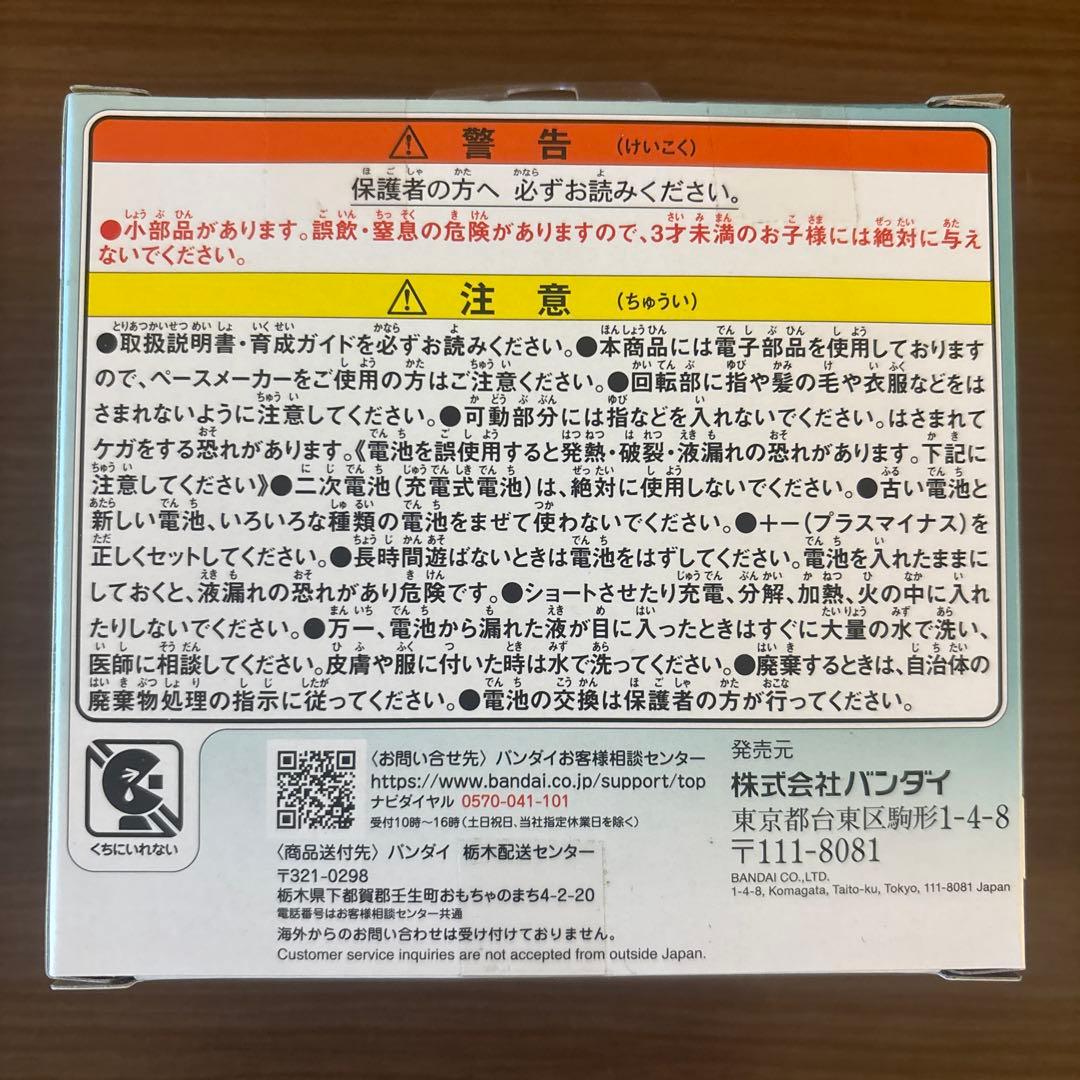 警告 (けいこく)
保護者の方へ 必ずお読みください。
●小部品があります。誤飲・窒息の危険がありますので、3才未満のお子様には絶対に与え
ないでください。
注意 (ちゅうい)
●取扱説明書・育成ガイドを必ずお読みください。●本商品には電子部品を使用しております
ので、ペースメーカーをご使用の方はご注意ください。●回転部に指や髪の毛や衣服などをは
さまれないように注意してください。●可動部分には指などを入れないでください。はさまれて
ケガをする恐れがあります。《電池を誤使用すると発熱・破裂・液漏れの恐れがあります。下記に
注意してください》●二次電池(充電式電池)は、絶対に使用しないでください。●古い電池と
新しい電池、いろいろな種類の電池をまぜて使わないでください。●+−(プラスマイナス)を
正しくセットしてください。●長時間遊ばないときは電池をはずしてください。電池を入れたままに
しておくと、液漏れの恐れがあり危険です。●ショートさせたり充電、分解、加熱、火の中に入れ
たりしないでください。●万一、電池から漏れた液が目に入ったときはすぐに大量の水で洗い、
医師に相談してください。皮膚や服に付いた時は水で洗ってください。●廃棄するときは、自治体の
廃棄物処理の指示に従ってください。●電池の交換は保護者の方が行ってください。
くちにいれない
〈お問い合せ先〉バンダイお客様相談センター
https://www.bandai.co.jp/support/top
ナビダイヤル 0570-041-101
受付10時〜16時(土日祝日、当社指定休業日を除く)
〈商品送付先〉バンダイ 栃木配送センター
〒321-0298
栃木県下都賀郡壬生町おもちゃのまち4-2-20
電話番号はお客様相談センター共通
海外からのお問い合わせは受け付けておりません。
Customer service inquiries are not accepted from outside Japan.
発売元
株式会社バンダイ
東京都台東区駒形1-4-8
〒111-8081
BANDAI CO.,LTD.
1-4-8, Komagata, Taito-ku, Tokyo, 111-8081 Japan